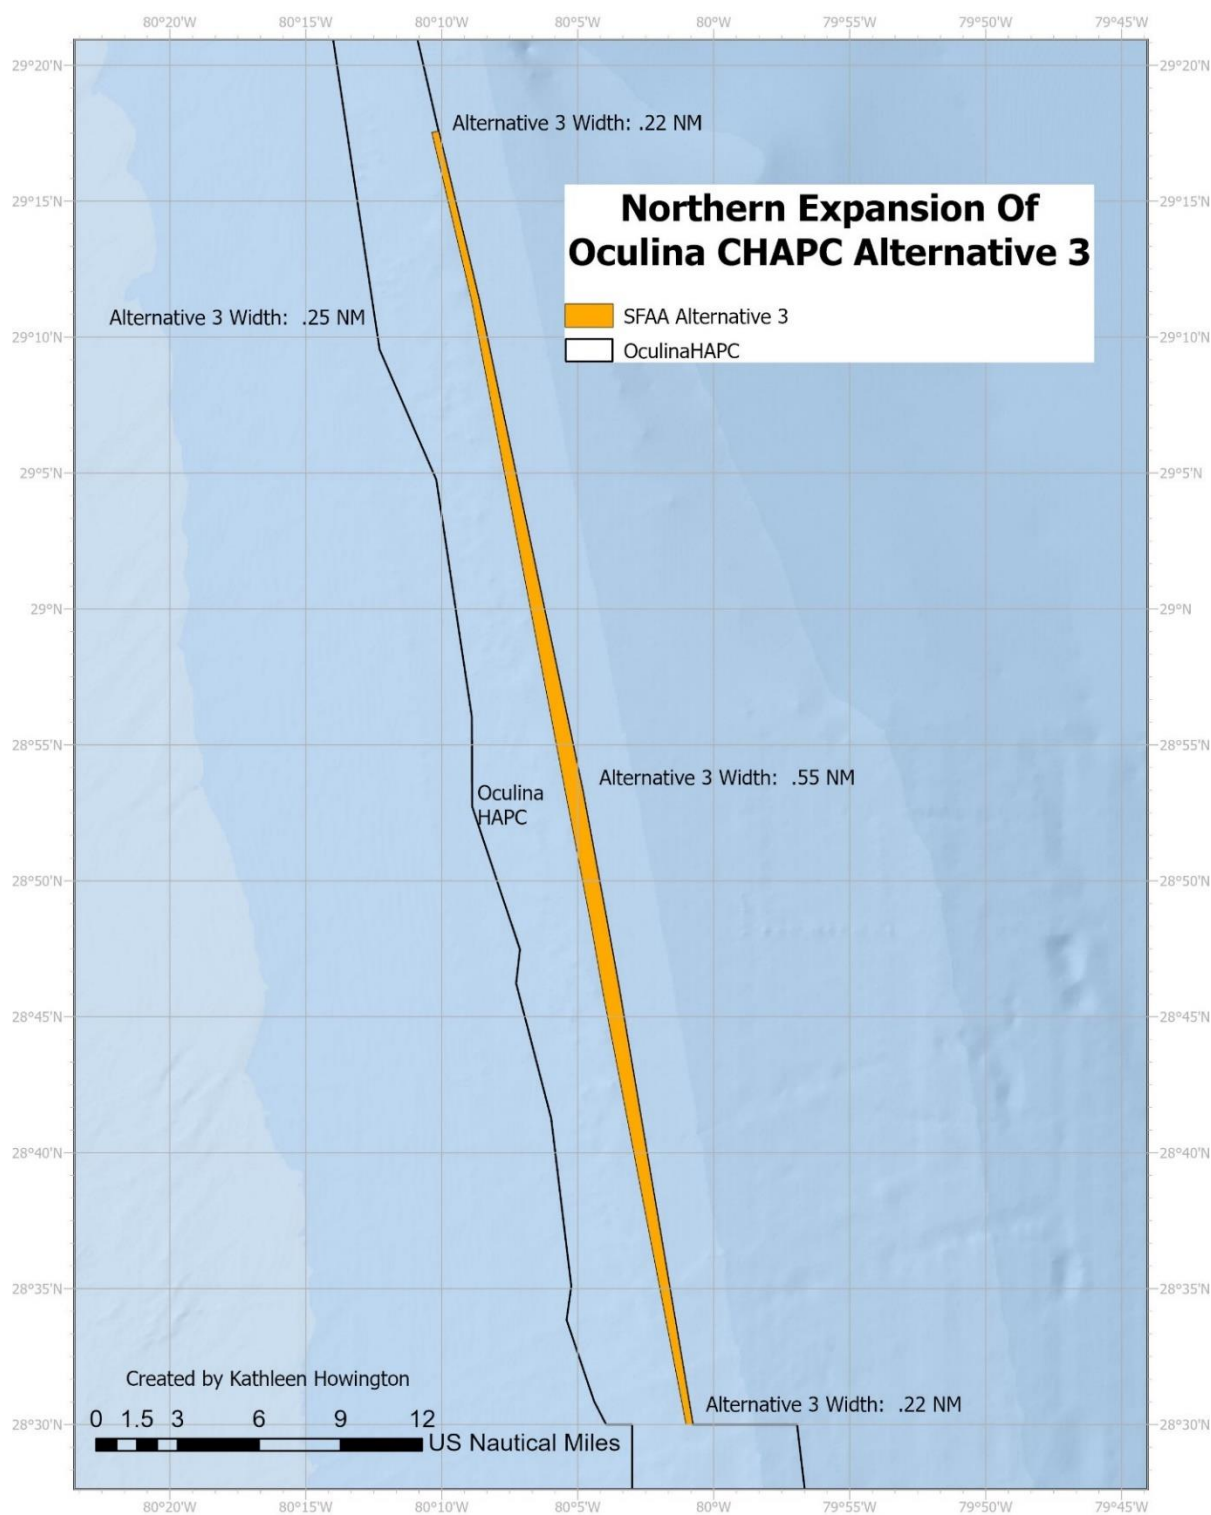 80°20'W 80°15'W 80°10'W 80°5'W 80°W 79°55'W 79°50'W 79°45'W
29°20'N 29°20'N
Alternative 3 Width: .22 NM
29°15'N 29°15'N
Northern Expansion Of
Oculina CHAPC Alternative 3
SFAA Alternative 3
OculinaHAPC
Alternative 3 Width: .25 NM
29°10'N 29°10'N
29°5'N 29°5'N
29°N 29°N
28°55'N 28°55'N
Alternative 3 Width: .55 NM
Oculina
HAPC
28°50'N 28°50'N
28°45'N 28°45'N
28°40'N 28°40'N
28°35'N 28°35'N
Created by Kathleen Howington
Alternative 3 Width: .22 NM
28°30'N 28°30'N
0 1.5 3 6 9 12
US Nautical Miles
80°20'W 80°15'W 80°10'W 80°5'W 80°W 79°55'W 79°50'W 79°45'W